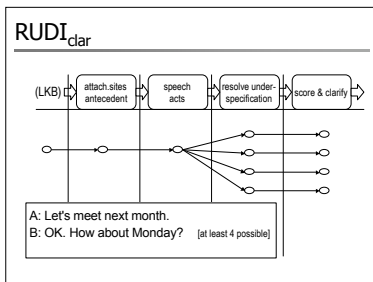 RUDI_clar
(LKB)
attach.sites
antecedent
speech
acts
resolve under-
specification
score & clarify
A: Let's meet next month.
B: OK. How about Monday? [at least 4 possible]